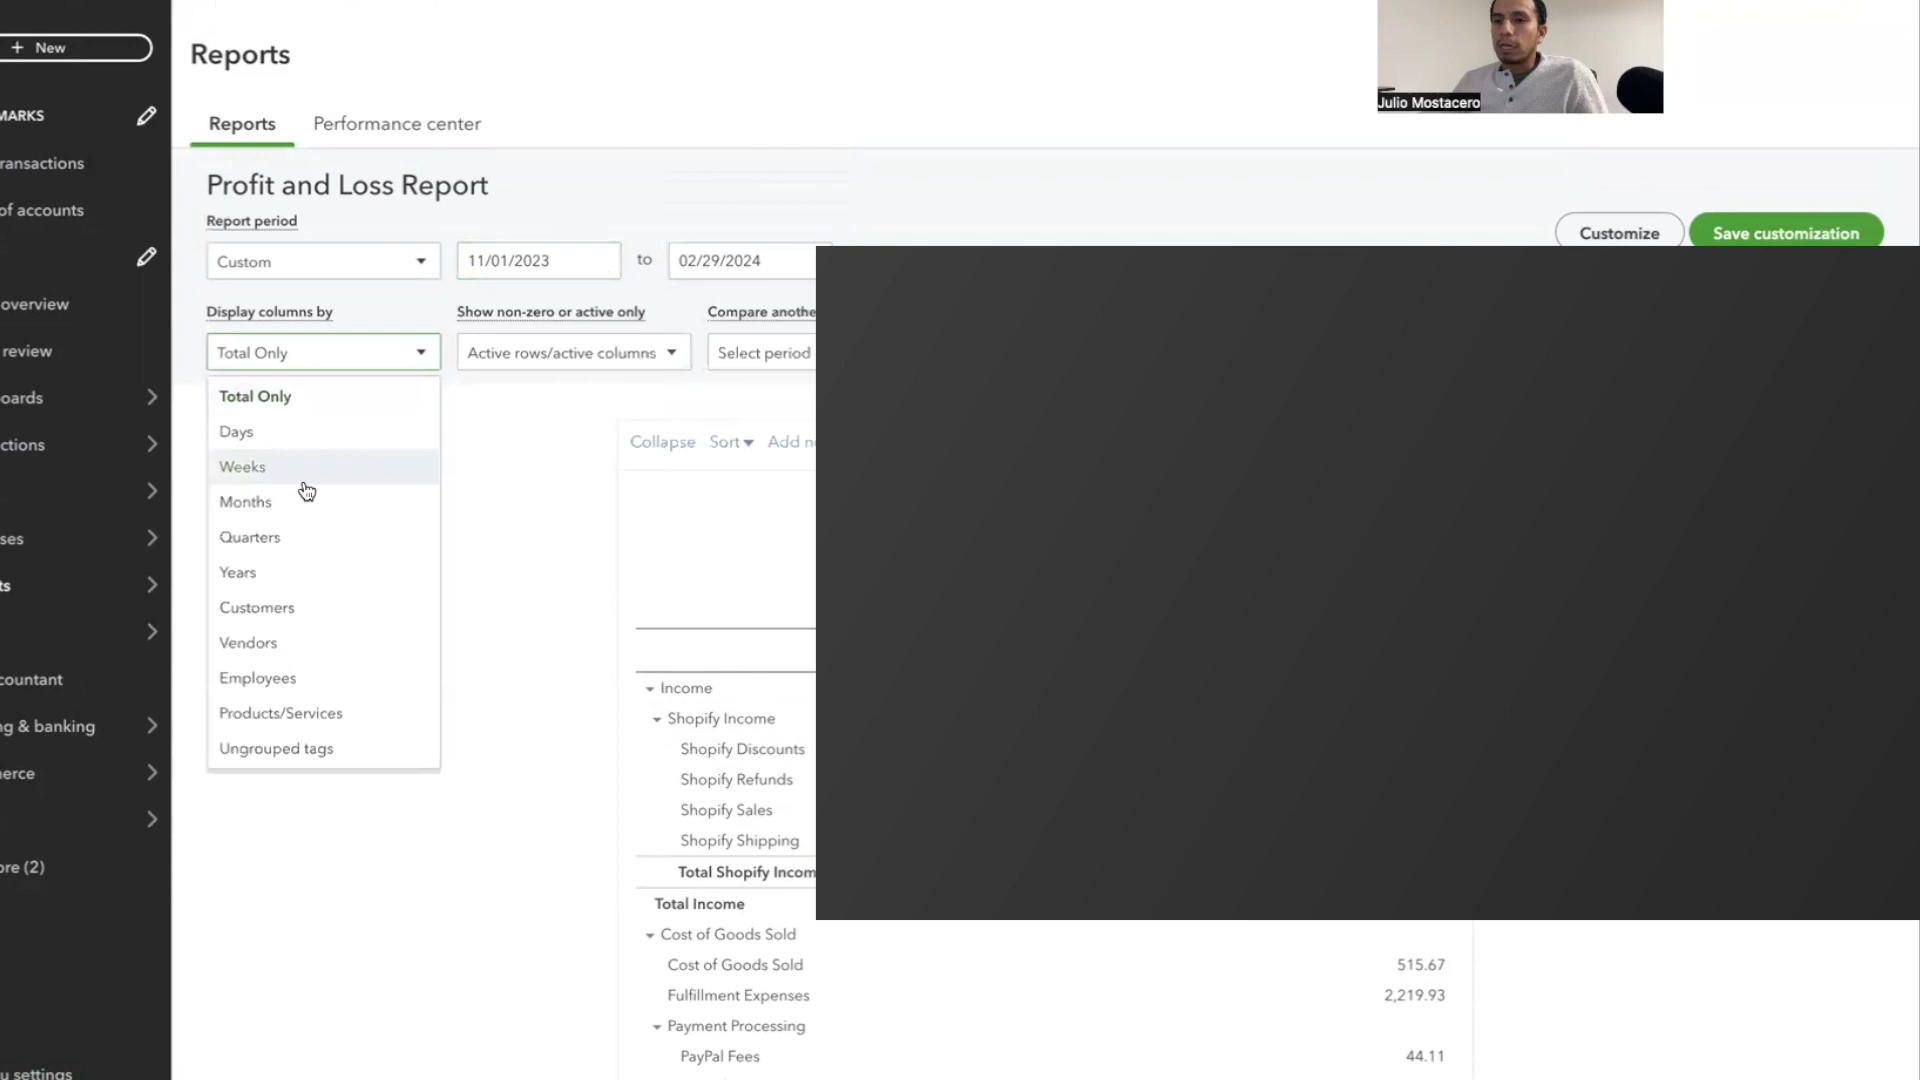 + New
MARKS
ransactions
of accounts
overview
review
oards
ctions
ses
ts
countant
ng & banking
erce
ore (2)
u settings
Reports
Reports Performance center
Julio Mostacero
Profit and Loss Report
Report period
Custom 11/01/2023 to 02/29/2024
Customize Save customization
Display columns by Show non-zero or active only Compare anothe
Total Only Active rows/active columns Select period
Total Only
Days
Weeks
Months
Quarters
Years
Customers
Vendors
Employees
Products/Services
Ungrouped tags
Collapse Sort Add n
Income
Shopify Income
Shopify Discounts
Shopify Refunds
Shopify Sales
Shopify Shipping
Total Shopify Incom
Total Income
Cost of Goods Sold
Cost of Goods Sold 515.67
Fulfillment Expenses 2,219.93
Payment Processing
PayPal Fees 44.11